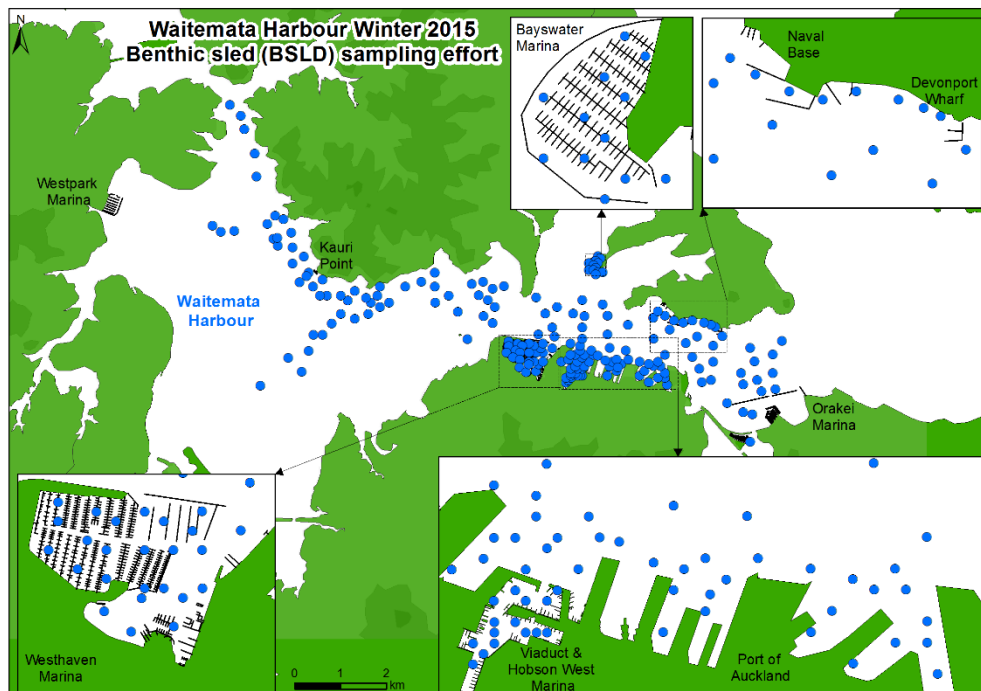 N
Waitemata Harbour Winter 2015
Benthic sled (BSLD) sampling effort
Bayswater
Marina
Naval
Base
Devonport
Wharf
Westpark
Marina
Kauri
Point
Waitemata
Harbour
Orakei
Marina
Westhaven
Marina
0 1 2
km
Viaduct &
Hobson West
Marina
Port of
Auckland